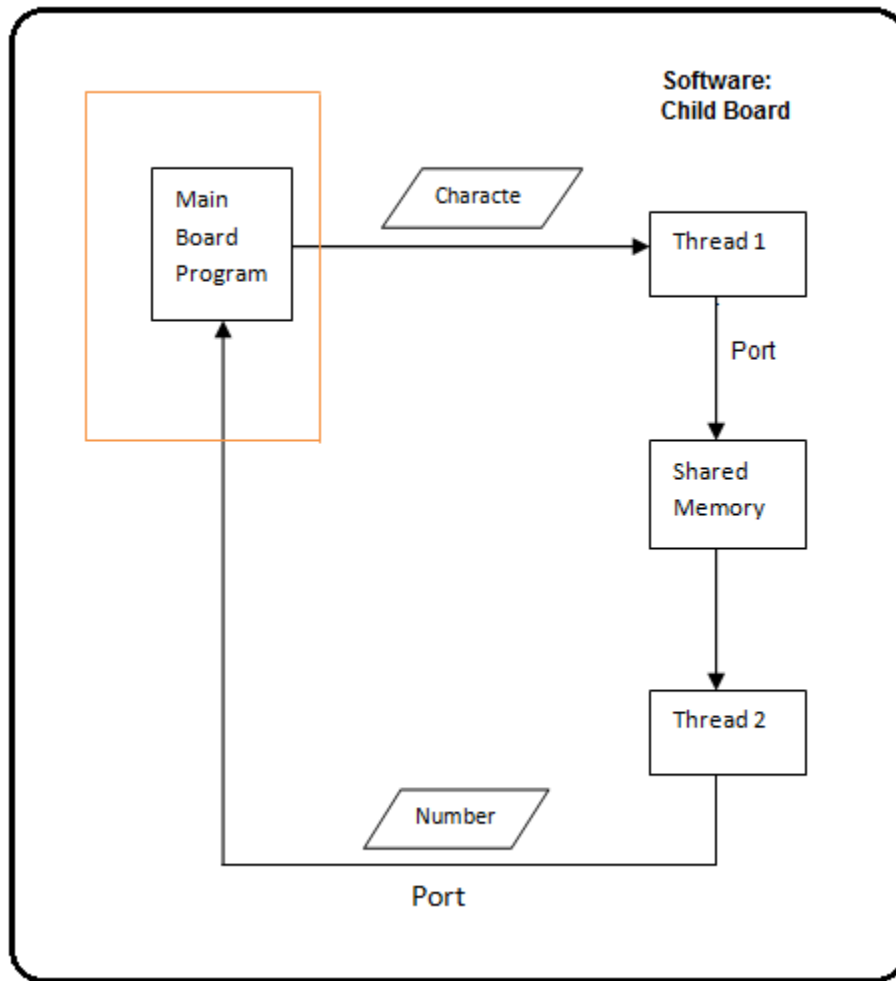 Software:
Child Board
Main
Board
Program
Characte
Thread 1
Port
Shared
Memory
Thread 2
Number
Port